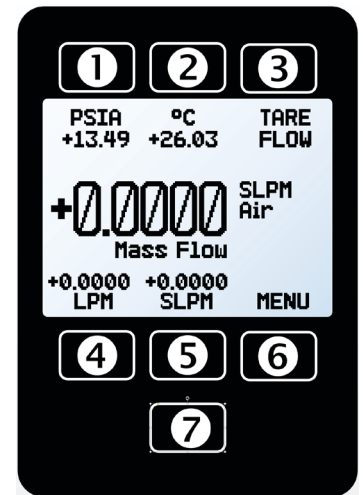 1 2 3
PSIA °C TARE
+13.49 +26.03 FLOW
+0.0000 SLPM
Air
Mass Flow
+0.0000 +0.0000
LPM SLPM MENU
4 5 6
7